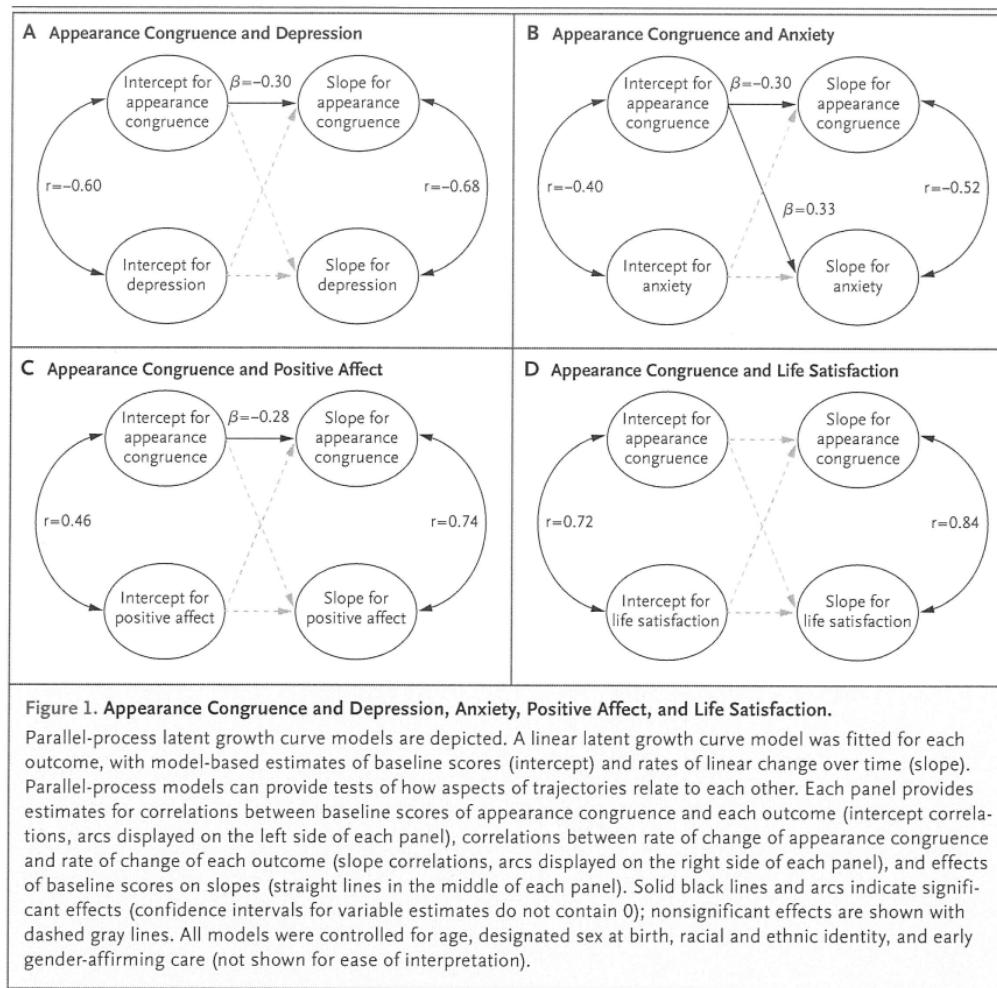 A Appearance Congruence and Depression
Intercept for
appearance
congruence
β=−0.30
Slope for
appearance
congruence
r=−0.60
r=−0.68
Intercept for
depression
Slope for
depression
B Appearance Congruence and Anxiety
Intercept for
appearance
congruence
β=−0.30
Slope for
appearance
congruence
r=−0.40
r=−0.52
β=0.33
Intercept for
anxiety
Slope for
anxiety
C Appearance Congruence and Positive Affect
Intercept for
appearance
congruence
β=−0.28
Slope for
appearance
congruence
r=0.46
r=0.74
Intercept for
positive affect
Slope for
positive affect
D Appearance Congruence and Life Satisfaction
Intercept for
appearance
congruence
Slope for
appearance
congruence
r=0.72
r=0.84
Intercept for
life satisfaction
Slope for
life satisfaction
Figure 1. Appearance Congruence and Depression, Anxiety, Positive Affect, and Life Satisfaction.
Parallel-process latent growth curve models are depicted. A linear latent growth curve model was fitted for each
outcome, with model-based estimates of baseline scores (intercept) and rates of linear change over time (slope).
Parallel-process models can provide tests of how aspects of trajectories relate to each other. Each panel provides
estimates for correlations between baseline scores of appearance congruence and each outcome (intercept correla-
tions, arcs displayed on the left side of each panel), correlations between rate of change of appearance congruence
and rate of change of each outcome (slope correlations, arcs displayed on the right side of each panel), and effects
of baseline scores on slopes (straight lines in the middle of each panel). Solid black lines and arcs indicate signifi-
cant effects (confidence intervals for variable estimates do not contain 0); nonsignificant effects are shown with
dashed gray lines. All models were controlled for age, designated sex at birth, racial and ethnic identity, and early
gender-affirming care (not shown for ease of interpretation).